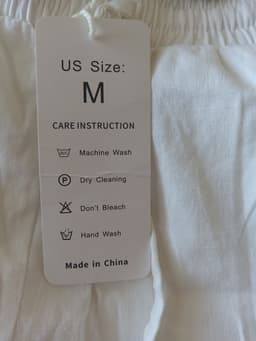 US Size:
M
CARE INSTRUCTION
Machine Wash
P Dry Cleaning
Don't Bleach
Hand Wash
Made in China